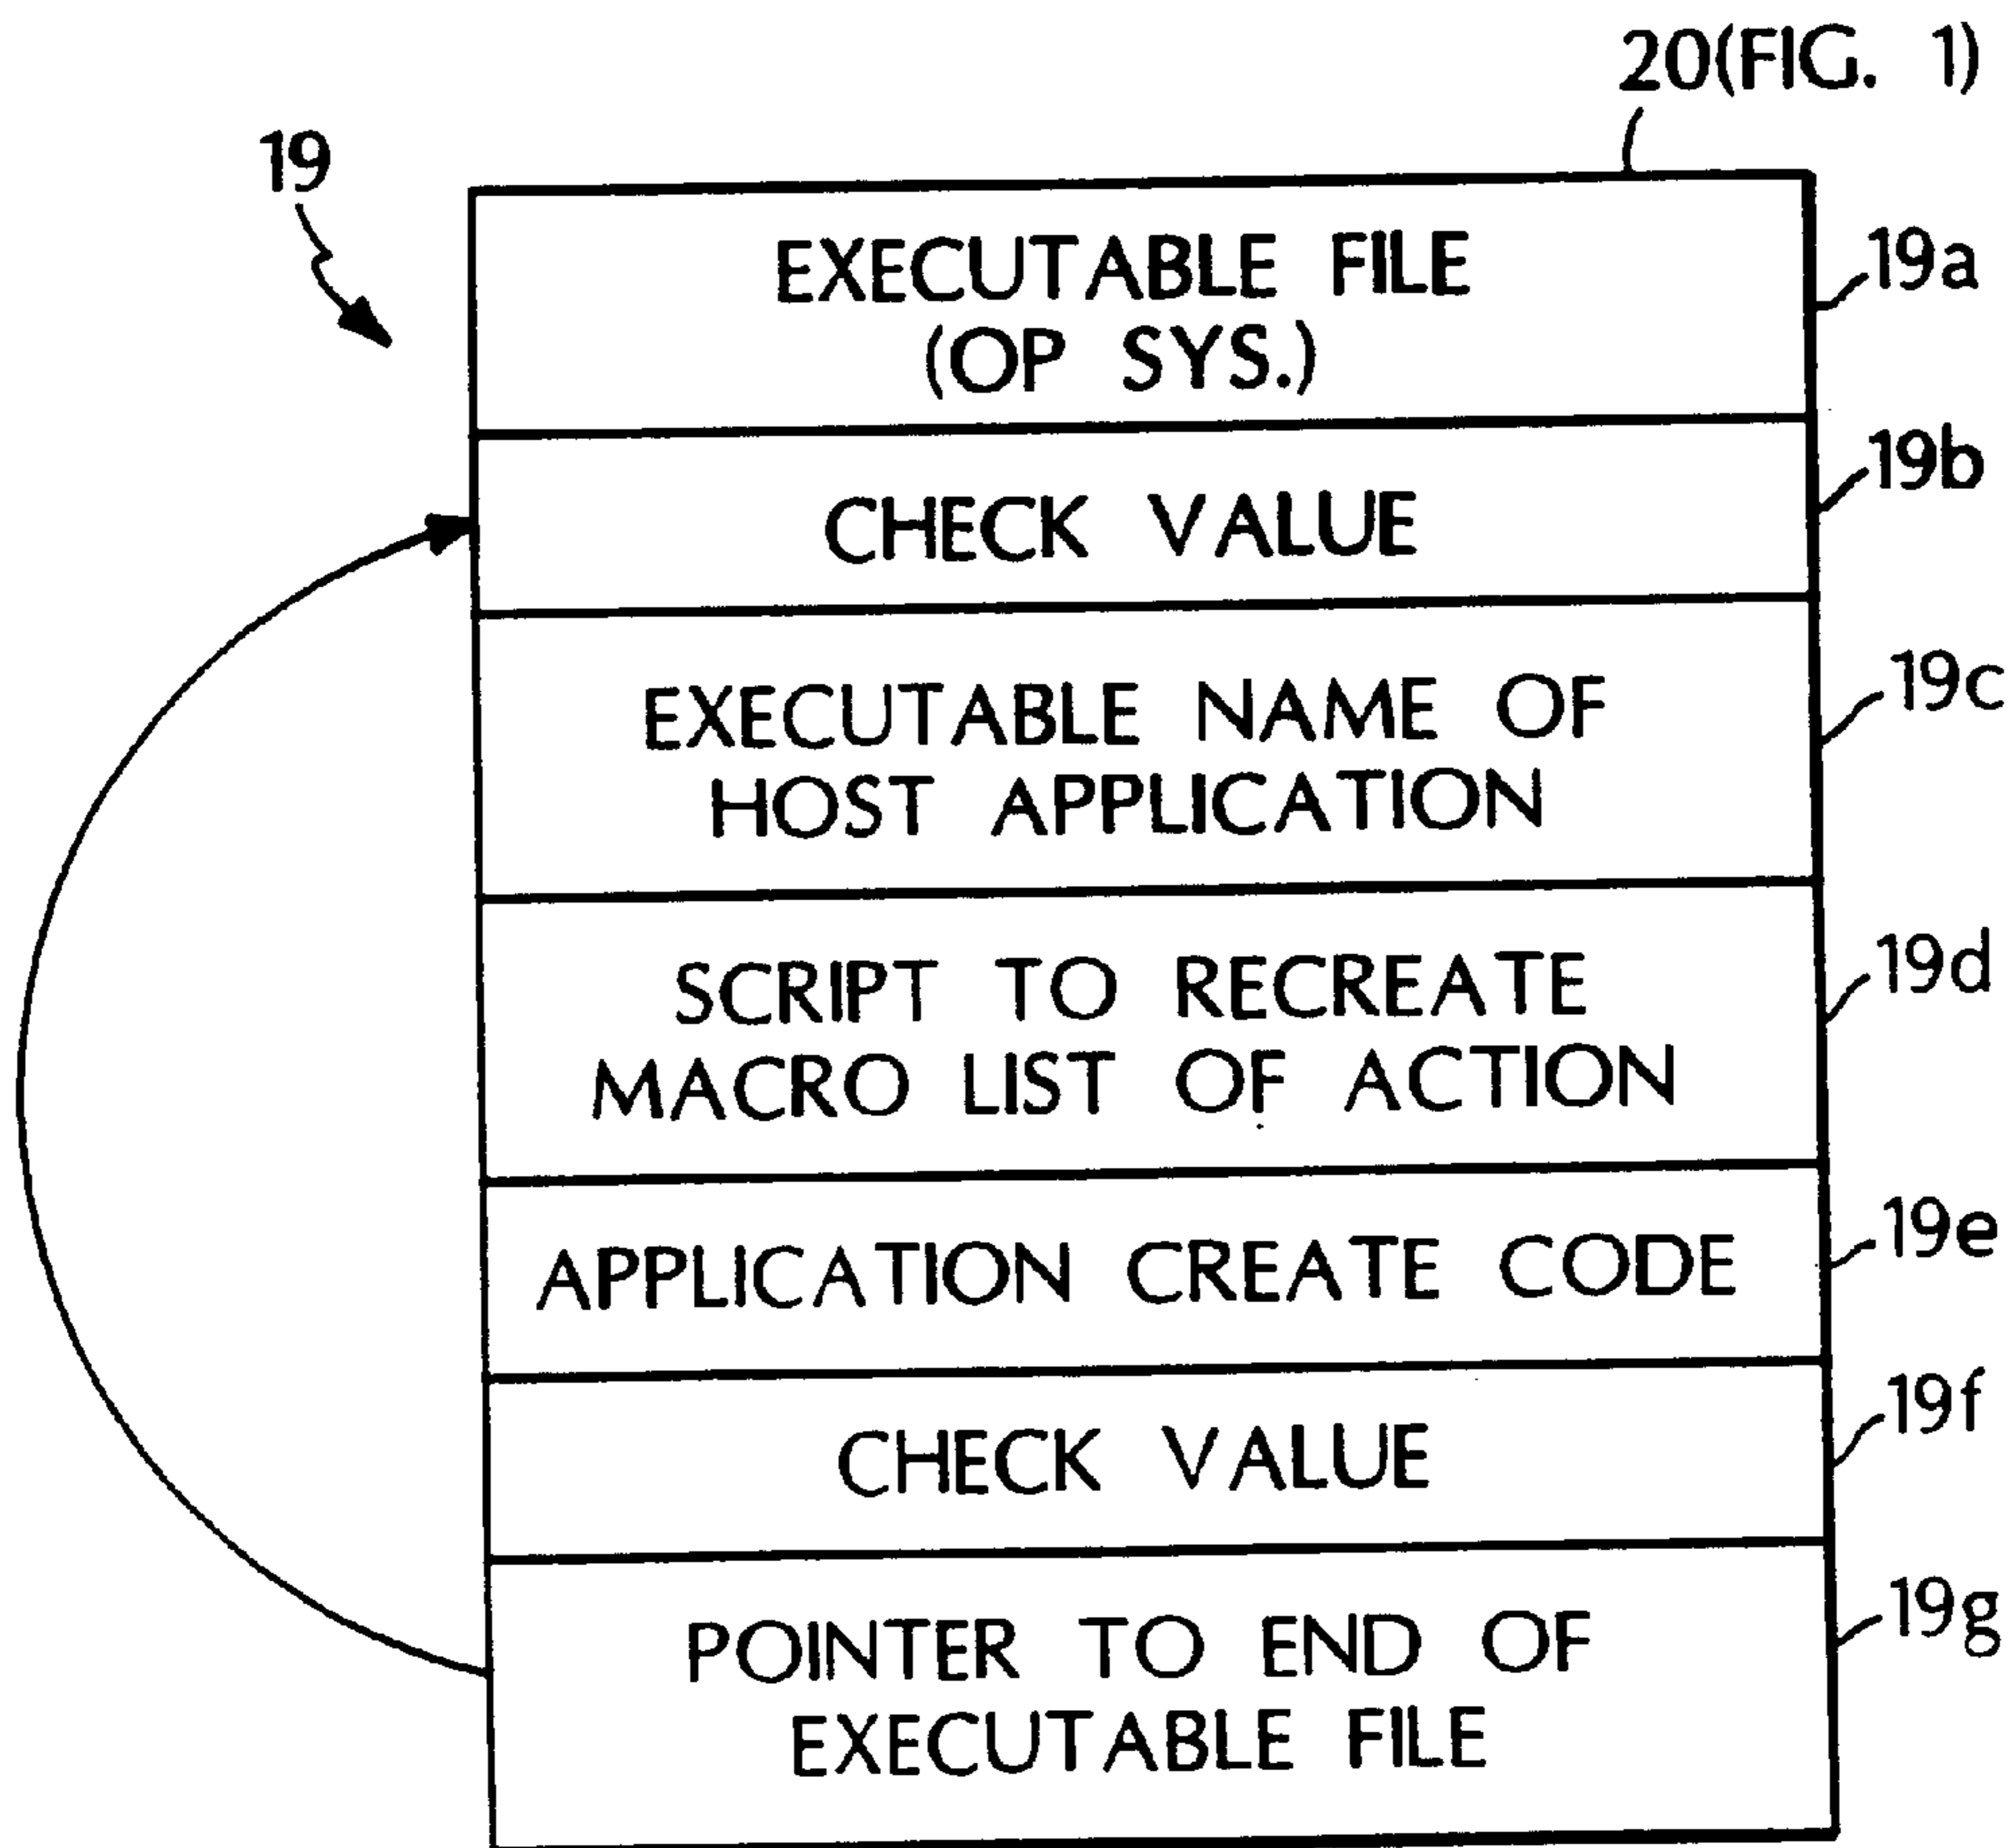 20(FIG. 1)
19
EXECUTABLE FILE
(OP SYS.)
19a
CHECK VALUE
19b
EXECUTABLE NAME OF
HOST APPLICATION
19c
SCRIPT TO RECREATE
MACRO LIST OF ACTION
19d
APPLICATION CREATE CODE
19e
CHECK VALUE
19f
POINTER TO END OF
EXECUTABLE FILE
19g